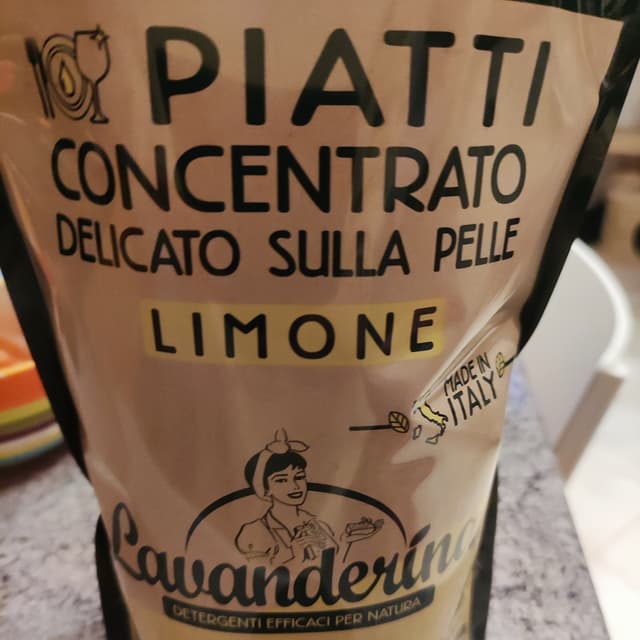 PIATTI
CONCENTRATO
DELICATO SULLA PELLE
LIMONE
MADE IN
ITALY
Lavanderina
DETERGENTI EFFICACI PER NATURA